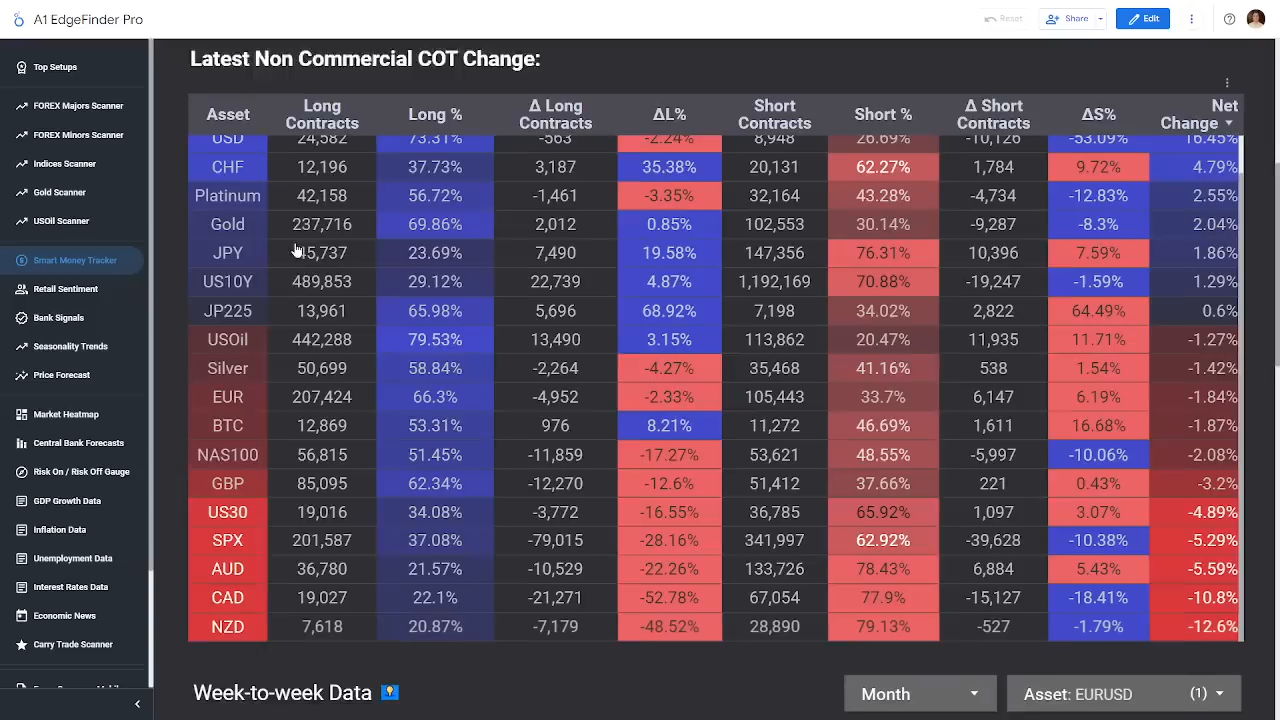 A1 EdgeFinder Pro
Reset
Share
Edit
Top Setups
FOREX Majors Scanner
FOREX Minors Scanner
Indices Scanner
Gold Scanner
USOil Scanner
Smart Money Tracker
Retail Sentiment
Bank Signals
Seasonality Trends
Price Forecast
Market Heatmap
Central Bank Forecasts
Risk On / Risk Off Gauge
GDP Growth Data
Inflation Data
Unemployment Data
Interest Rates Data
Economic News
Carry Trade Scanner
Latest Non Commercial COT Change:
Asset Long Contracts Long % Δ Long Contracts ΔL% Short Contracts Short % Δ Short Contracts ΔS% Net Change
USD 24,582 73.31% -563 -2.24% 8,948 26.69% -10,126 -53.09% 16.45%
CHF 12,196 37.73% 3,187 35.38% 20,131 62.27% 1,784 9.72% 4.79%
Platinum 42,158 56.72% -1,461 -3.35% 32,164 43.28% -4,734 -12.83% 2.55%
Gold 237,716 69.86% 2,012 0.85% 102,553 30.14% -9,287 -8.3% 2.04%
JPY 45,737 23.69% 7,490 19.58% 147,356 76.31% 10,396 7.59% 1.86%
US10Y 489,853 29.12% 22,739 4.87% 1,192,169 70.88% -19,247 -1.59% 1.29%
JP225 13,961 65.98% 5,696 68.92% 7,198 34.02% 2,822 64.49% 0.6%
USOil 442,288 79.53% 13,490 3.15% 113,862 20.47% 11,935 11.71% -1.27%
Silver 50,699 58.84% -2,264 -4.27% 35,468 41.16% 538 1.54% -1.42%
EUR 207,424 66.3% -4,952 -2.33% 105,443 33.7% 6,147 6.19% -1.84%
BTC 12,869 53.31% 976 8.21% 11,272 46.69% 1,611 16.68% -1.87%
NAS100 56,815 51.45% -11,859 -17.27% 53,621 48.55% -5,997 -10.06% -2.08%
GBP 85,095 62.34% -12,270 -12.6% 51,412 37.66% 221 0.43% -3.2%
US30 19,016 34.08% -3,772 -16.55% 36,785 65.92% 1,097 3.07% -4.89%
SPX 201,587 37.08% -79,015 -28.16% 341,997 62.92% -39,628 -10.38% -5.29%
AUD 36,780 21.57% -10,529 -22.26% 133,726 78.43% 6,884 5.43% -5.59%
CAD 19,027 22.1% -21,271 -52.78% 67,054 77.9% -15,127 -18.41% -10.8%
NZD 7,618 20.87% -7,179 -48.52% 28,890 79.13% -527 -1.79% -12.6%
Week-to-week Data
Month
Asset: EURUSD (1)